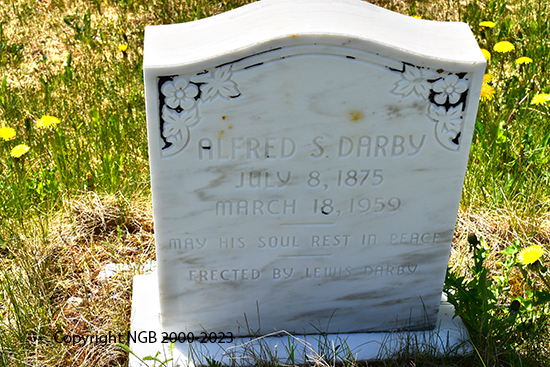 ALFRED S. DARBY
JULY 8, 1875
MARCH 18, 1959
MAY HIS SOUL REST IN PEACE
ERECTED BY LEWIS DARBY
Copyright NGB 2000-2023